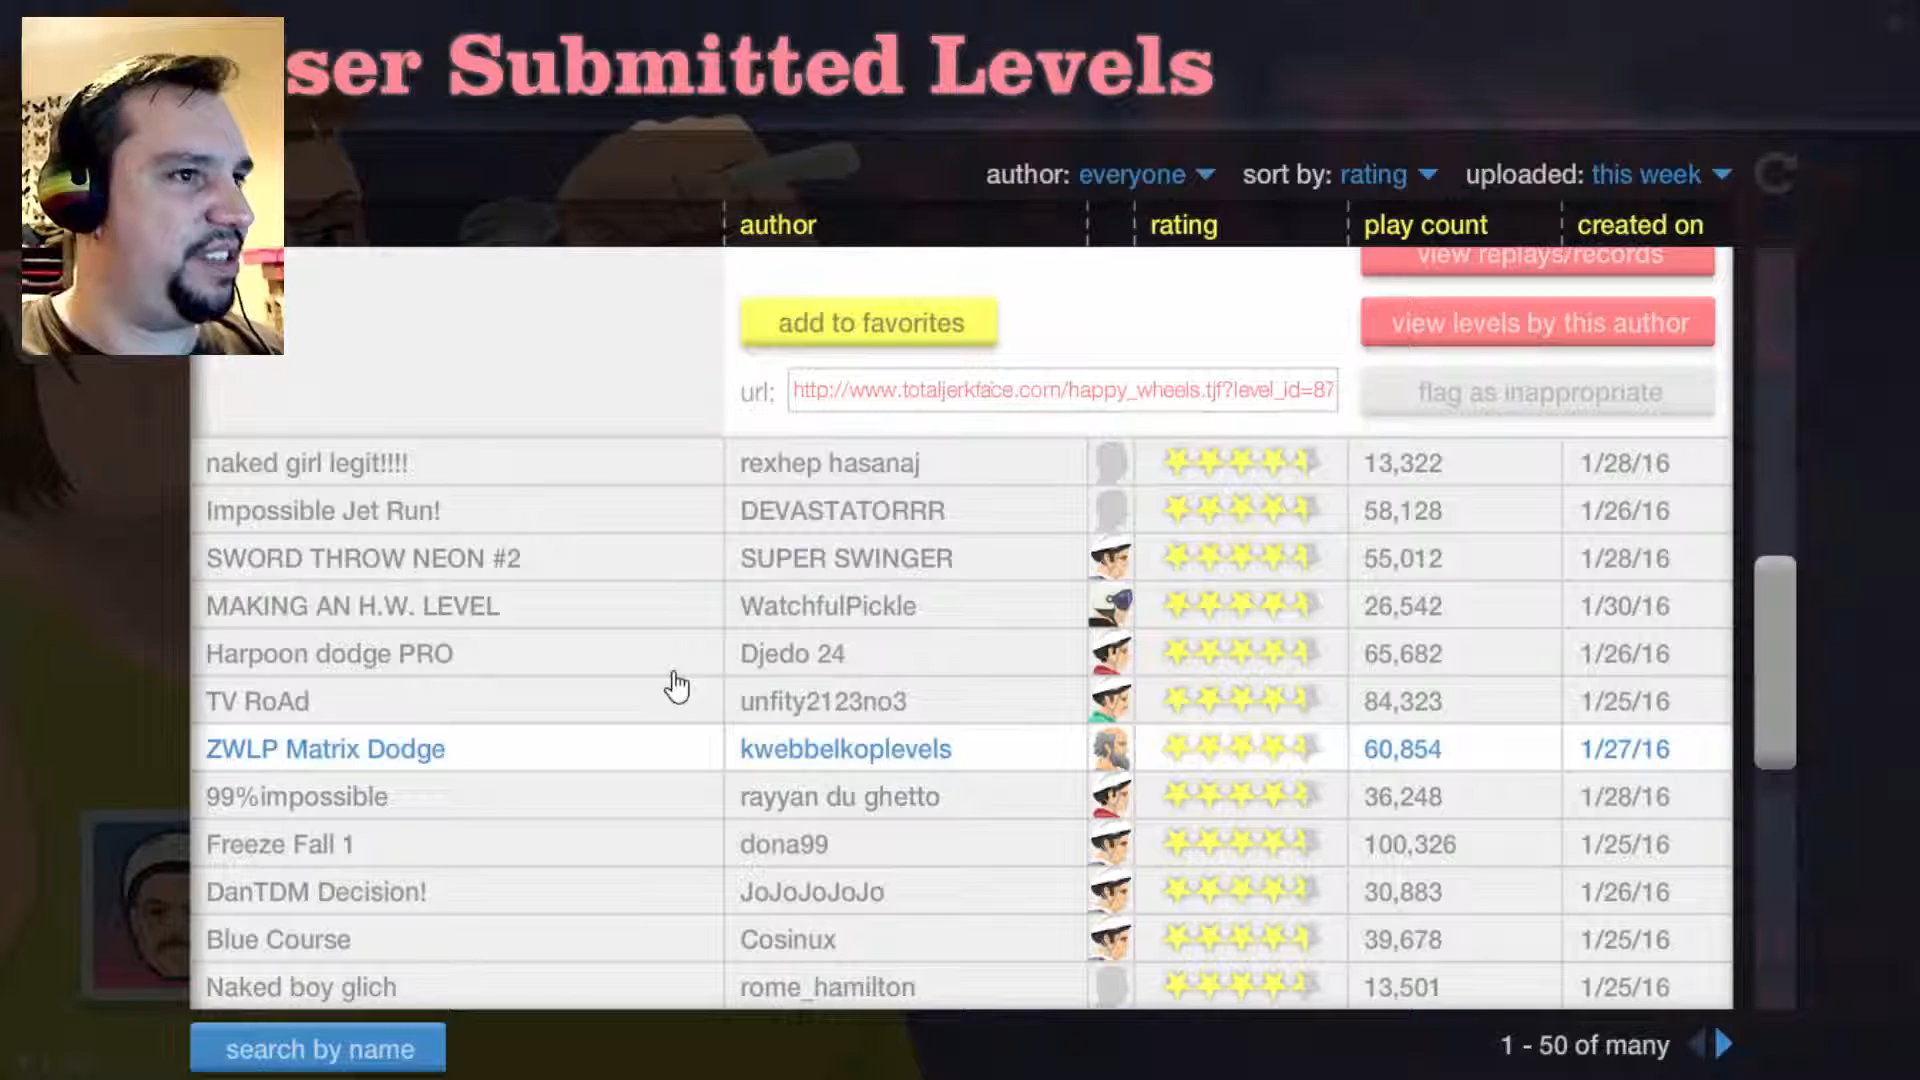 ser Submitted Levels
author: everyone sort by: rating uploaded: this week
author rating play count created on
view replays/records
add to favorites view levels by this author
url: http://www.totaljerkface.com/happy_wheels.tjf?level_id=87 flag as inappropriate
naked girl legit!!!! rexhep hasanaj 13,322 1/28/16
Impossible Jet Run! DEVASTATORRR 58,128 1/26/16
SWORD THROW NEON #2 SUPER SWINGER 55,012 1/28/16
MAKING AN H.W. LEVEL WatchfulPickle 26,542 1/30/16
Harpoon dodge PRO Djedo 24 65,682 1/26/16
TV RoAd unfity2123no3 84,323 1/25/16
ZWLP Matrix Dodge kwebbelkoplevels 60,854 1/27/16
99%impossible rayyan du ghetto 36,248 1/28/16
Freeze Fall 1 dona99 100,326 1/25/16
DanTDM Decision! JoJoJoJoJo 30,883 1/26/16
Blue Course Cosinux 39,678 1/25/16
Naked boy glich rome_hamilton 13,501 1/25/16
search by name 1 - 50 of many